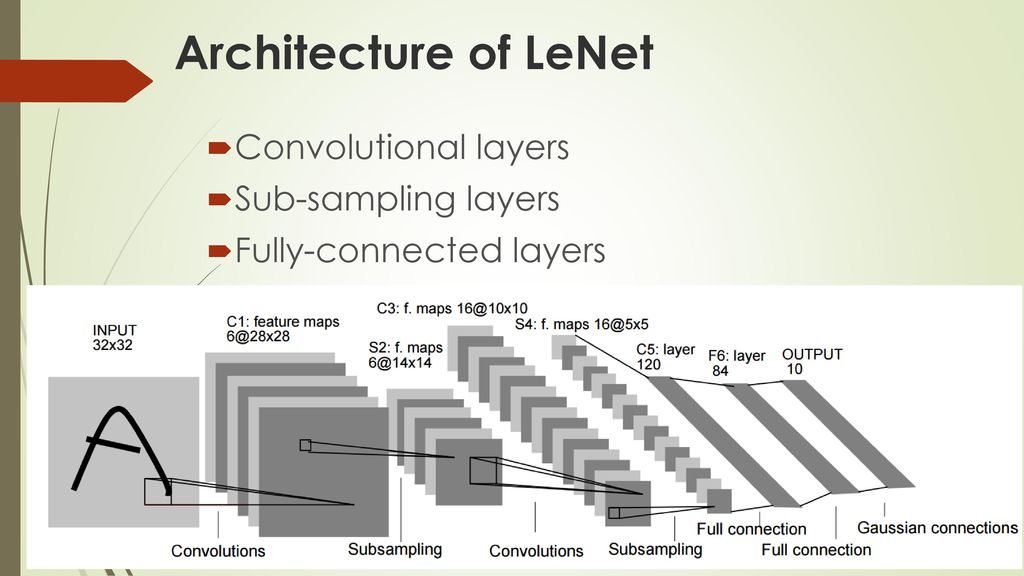 Architecture of LeNet
Convolutional layers
Sub-sampling layers
Fully-connected layers
INPUT
32x32
C1: feature maps
6@28x28
S2: f. maps
6@14x14
C3: f. maps 16@10x10
S4: f. maps 16@5x5
C5: layer
120
F6: layer
84
OUTPUT
10
A
Convolutions
Subsampling
Convolutions
Subsampling
Full connection
Full connection
Gaussian connections